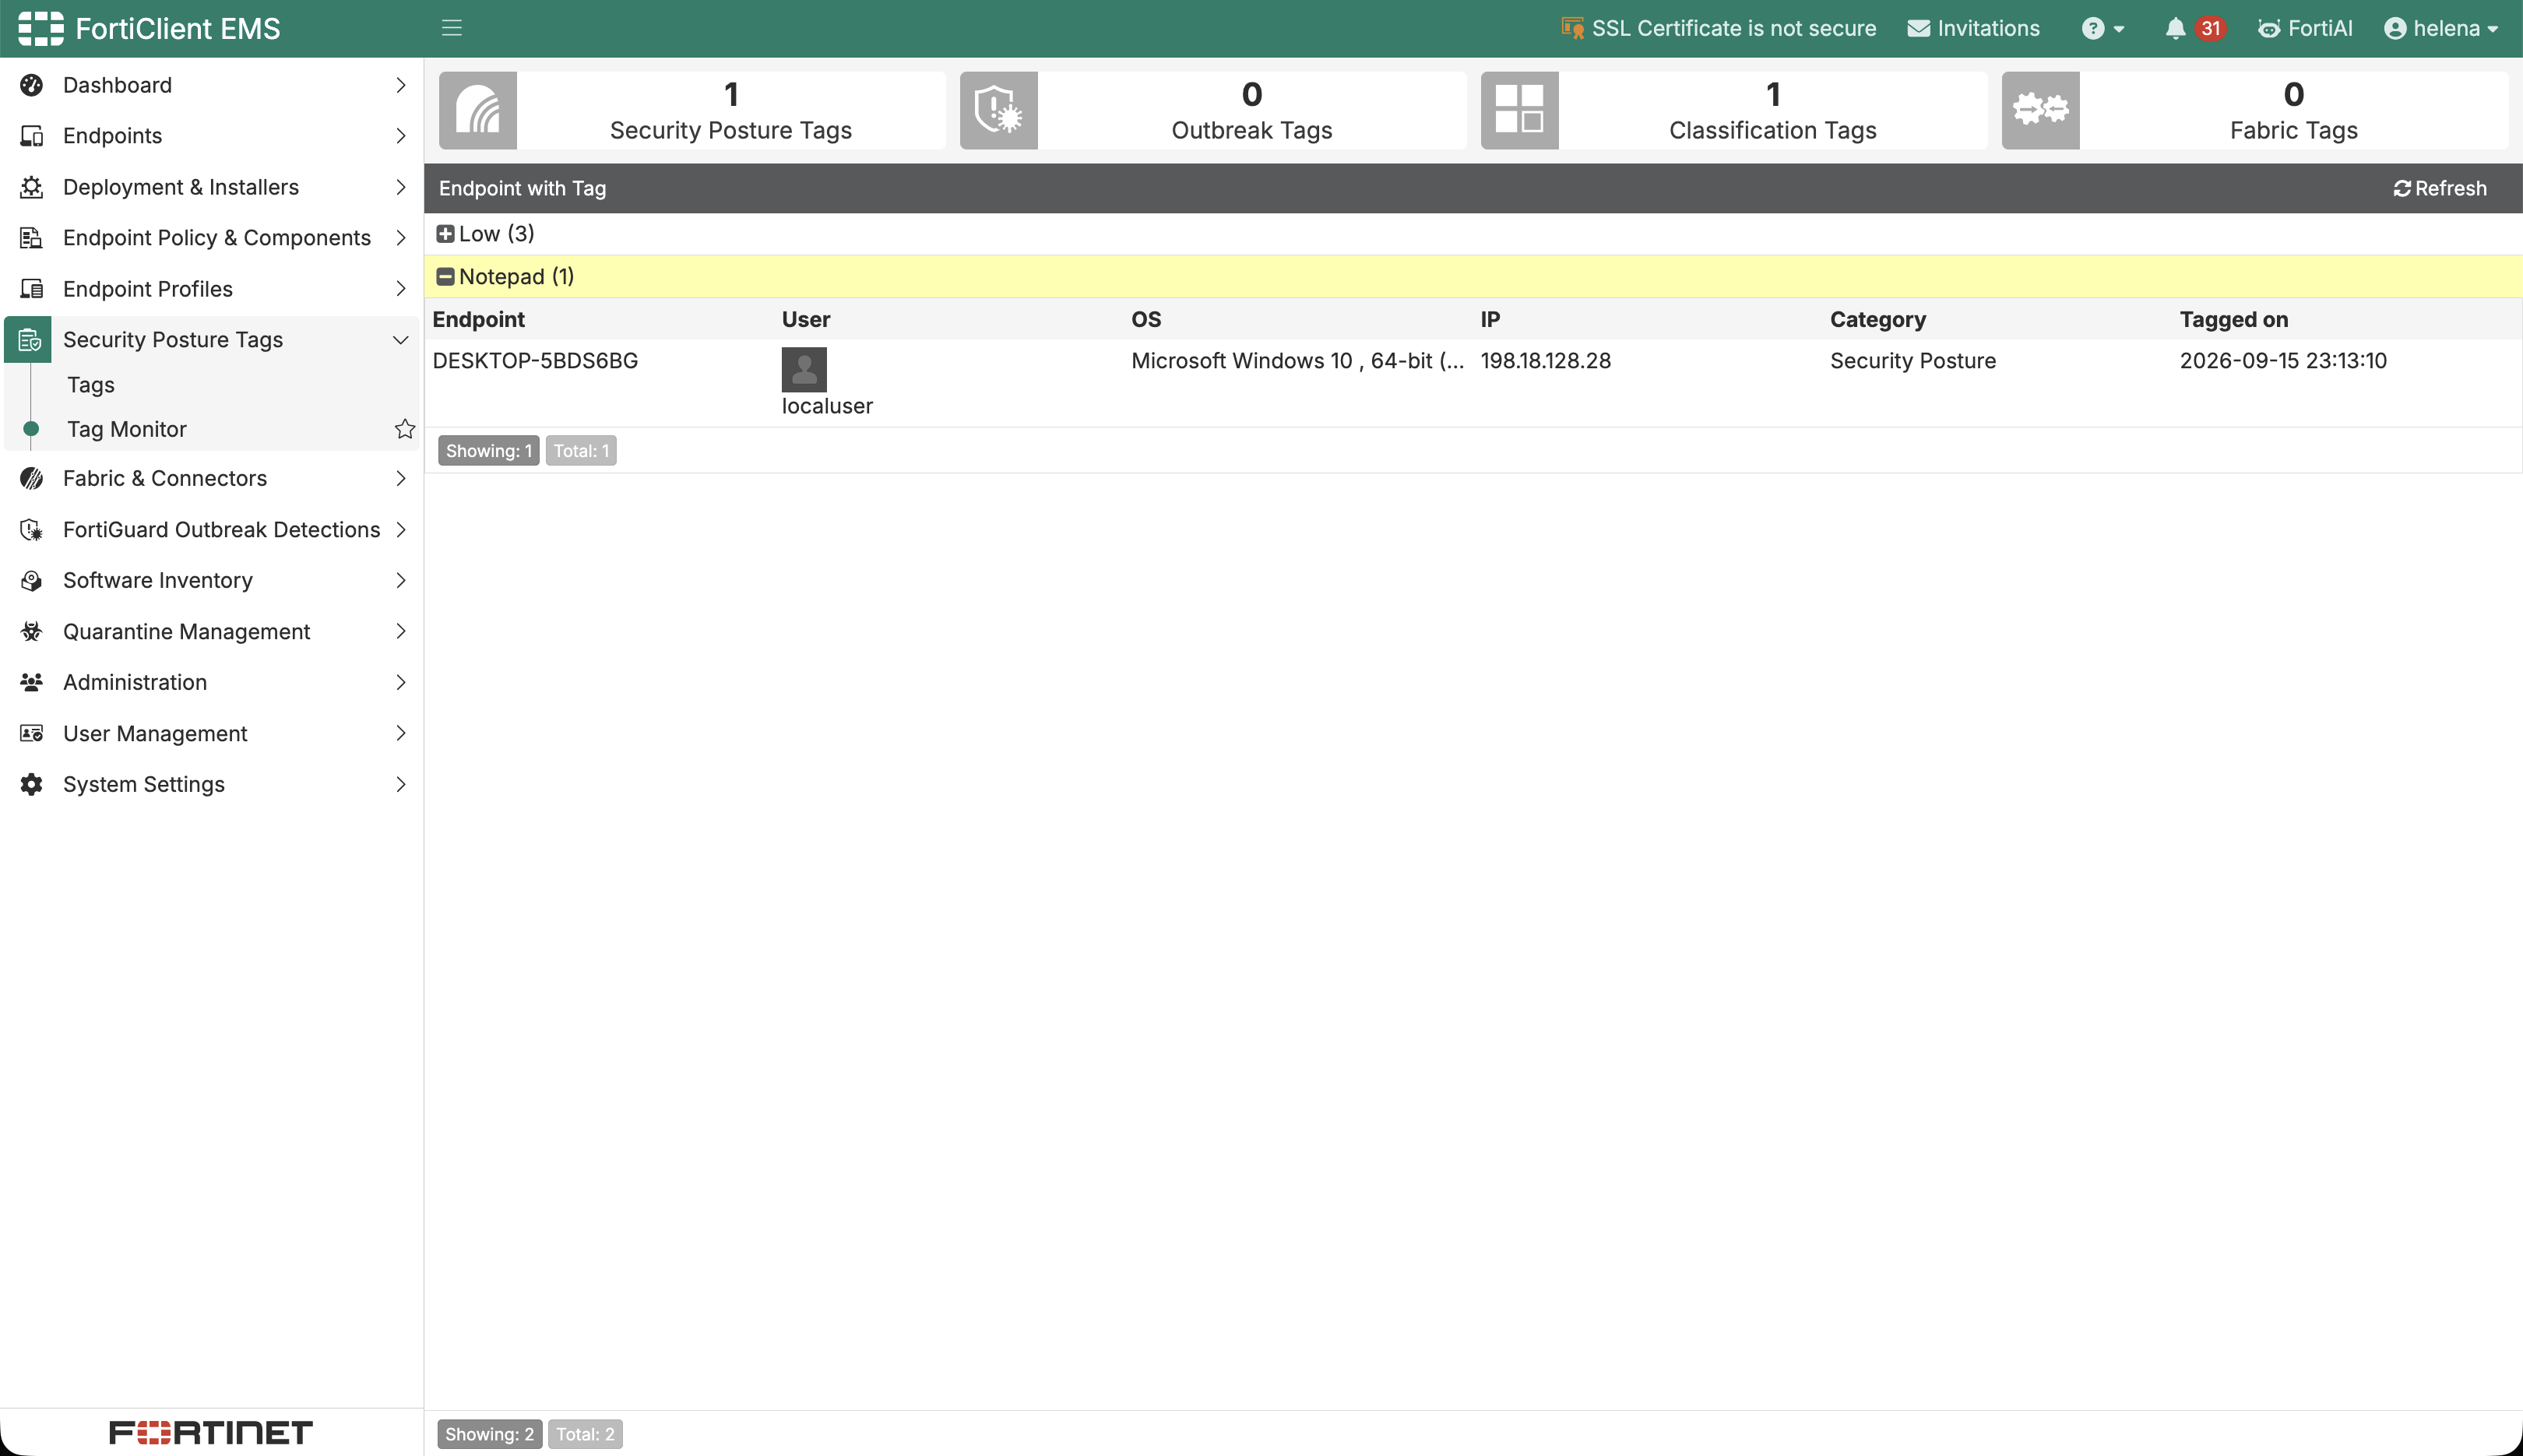 FortiClient EMS
SSL Certificate is not secure
Invitations
31
FortiAI
helena
Dashboard
Endpoints
Deployment & Installers
Endpoint Policy & Components
Endpoint Profiles
Security Posture Tags
Tags
Tag Monitor
Fabric & Connectors
FortiGuard Outbreak Detections
Software Inventory
Quarantine Management
Administration
User Management
System Settings
FORTINET
1
Security Posture Tags
0
Outbreak Tags
1
Classification Tags
0
Fabric Tags
Endpoint with Tag Refresh
Low (3)
Notepad (1)
Endpoint User OS IP Category Tagged on
DESKTOP-5BDS6BG Microsoft Windows 10 , 64-bit (... 198.18.128.28 Security Posture 2026-09-15 23:13:10
localuser
Showing: 1 Total: 1
Showing: 2 Total: 2